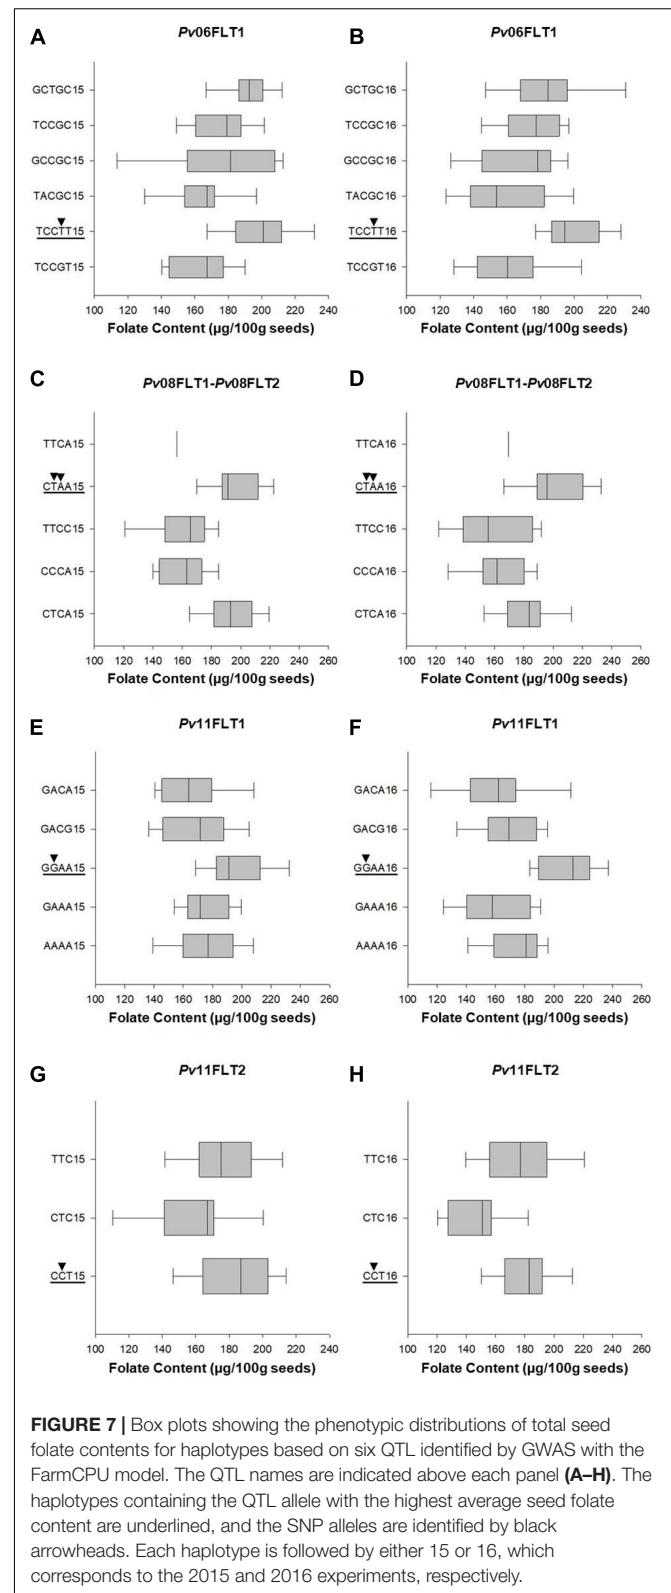 A
Pv06FLT1
GCTGC15
TCCGC15
GCCGC15
TACGC15
TCCTT15
TCCGT15
100 120 140 160 180 200 220 240
Folate Content (µg/100g seeds)
B
Pv06FLT1
GCTGC16
TCCGC16
GCCGC16
TACGC16
TCCTT16
TCCGT16
100 120 140 160 180 200 220 240
Folate Content (µg/100g seeds)
C
Pv08FLT1-Pv08FLT2
TTCA15
CTAA15
TTCC15
CCCA15
CTCA15
100 120 140 160 180 200 220 240 260
Folate Content (µg/100g seeds)
D
Pv08FLT1-Pv08FLT2
TTCA16
CTAA16
TTCC16
CCCA16
CTCA16
100 120 140 160 180 200 220 240 260
Folate Content (µg/100g seeds)
E
Pv11FLT1
GACA15
GACG15
GGAA15
GAAA15
AAAA15
100 120 140 160 180 200 220 240 260
Folate Content (µg/100g seeds)
F
Pv11FLT1
GACA16
GACG16
GGAA16
GAAA16
AAAA16
100 120 140 160 180 200 220 240 260
Folate Content (µg/100g seeds)
G
Pv11FLT2
TTC15
CTC15
CCT15
100 120 140 160 180 200 220 240
Folate Content (µg/100g seeds)
H
Pv11FLT2
TTC16
CTC16
CCT16
100 120 140 160 180 200 220 240 260
Folate Content (µg/100g seeds)
FIGURE 7 | Box plots showing the phenotypic distributions of total seed
folate contents for haplotypes based on six QTL identified by GWAS with the
FarmCPU model. The QTL names are indicated above each panel (A–H). The
haplotypes containing the QTL allele with the highest average seed folate
content are underlined, and the SNP alleles are identified by black
arrowheads. Each haplotype is followed by either 15 or 16, which
corresponds to the 2015 and 2016 experiments, respectively.